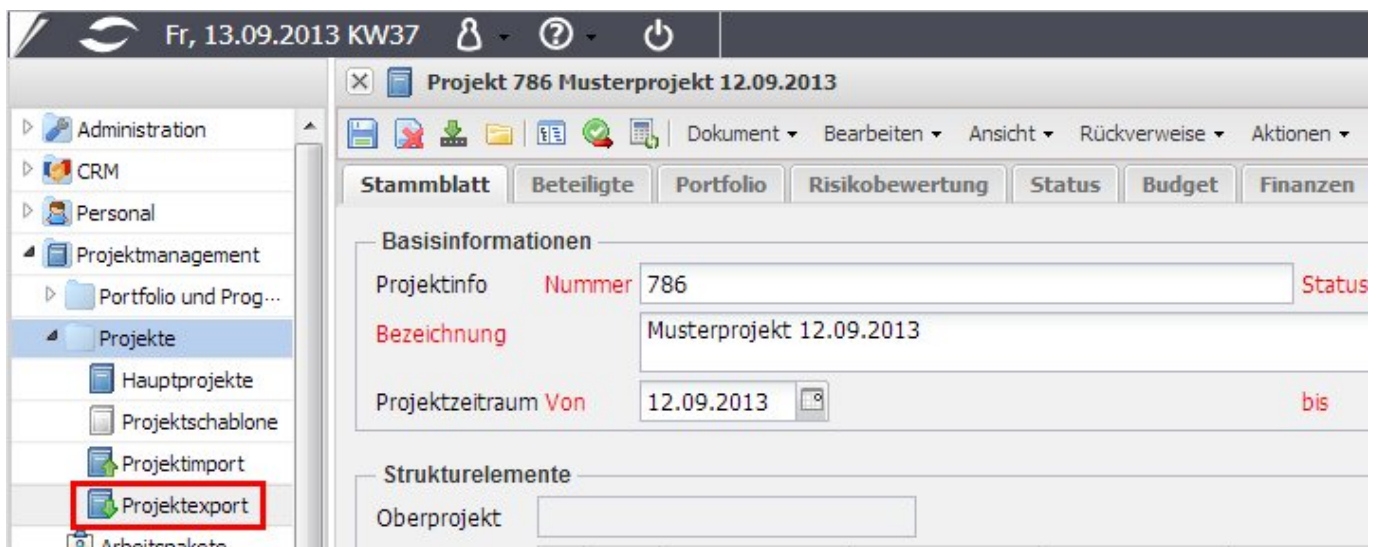 Fr, 13.09.2013 KW37
Projekt 786 Musterprojekt 12.09.2013
Dokument Bearbeiten Ansicht Rückverweise Aktionen
Stammblatt Beteiligte Portfolio Risikobewertung Status Budget Finanzen
Administration
CRM
Personal
Projektmanagement
Portfolio und Prog...
Projekte
Hauptprojekte
Projektschablone
Projektimport
Projektexport
Arbeitspakete
Basisinformationen
Projektinfo Nummer 786 Status
Bezeichnung Musterprojekt 12.09.2013
Projektzeitraum Von 12.09.2013 bis
Strukturelemente
Oberprojekt